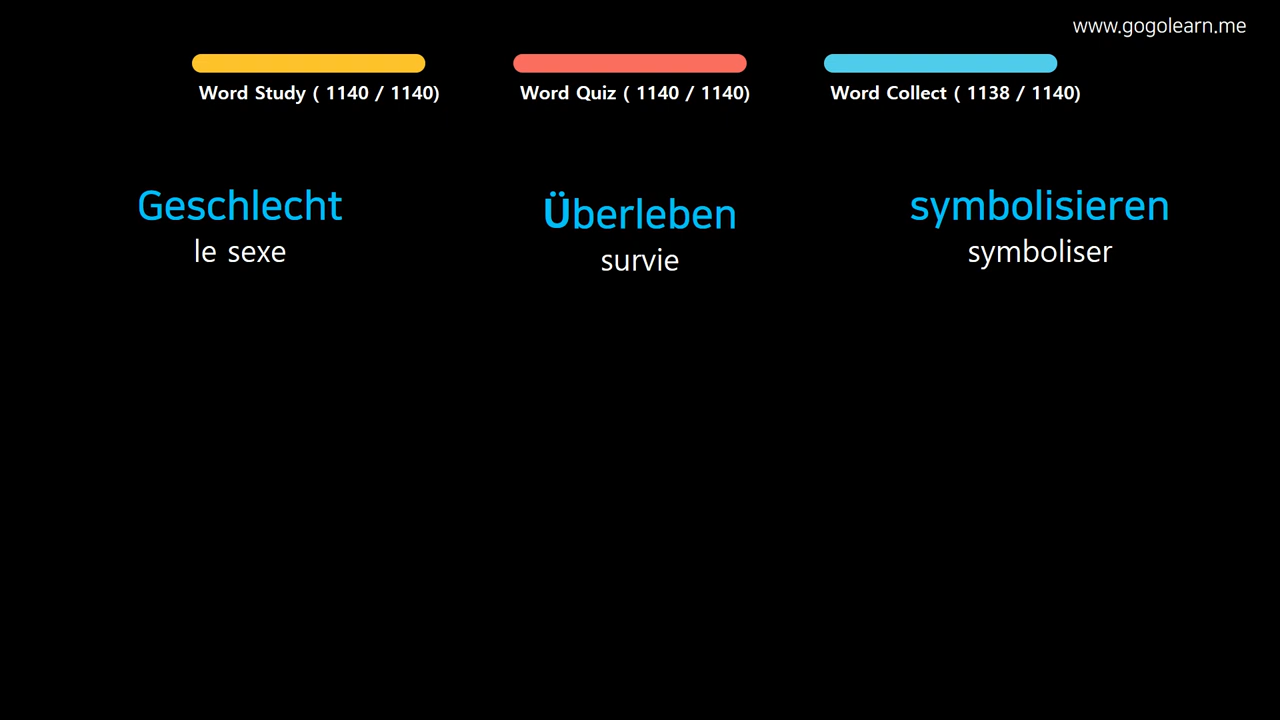 www.gogolearn.me
Word Study ( 1140 / 1140)
Word Quiz ( 1140 / 1140)
Word Collect ( 1138 / 1140)
Geschlecht
le sexe
Überleben
survie
symbolisieren
symboliser